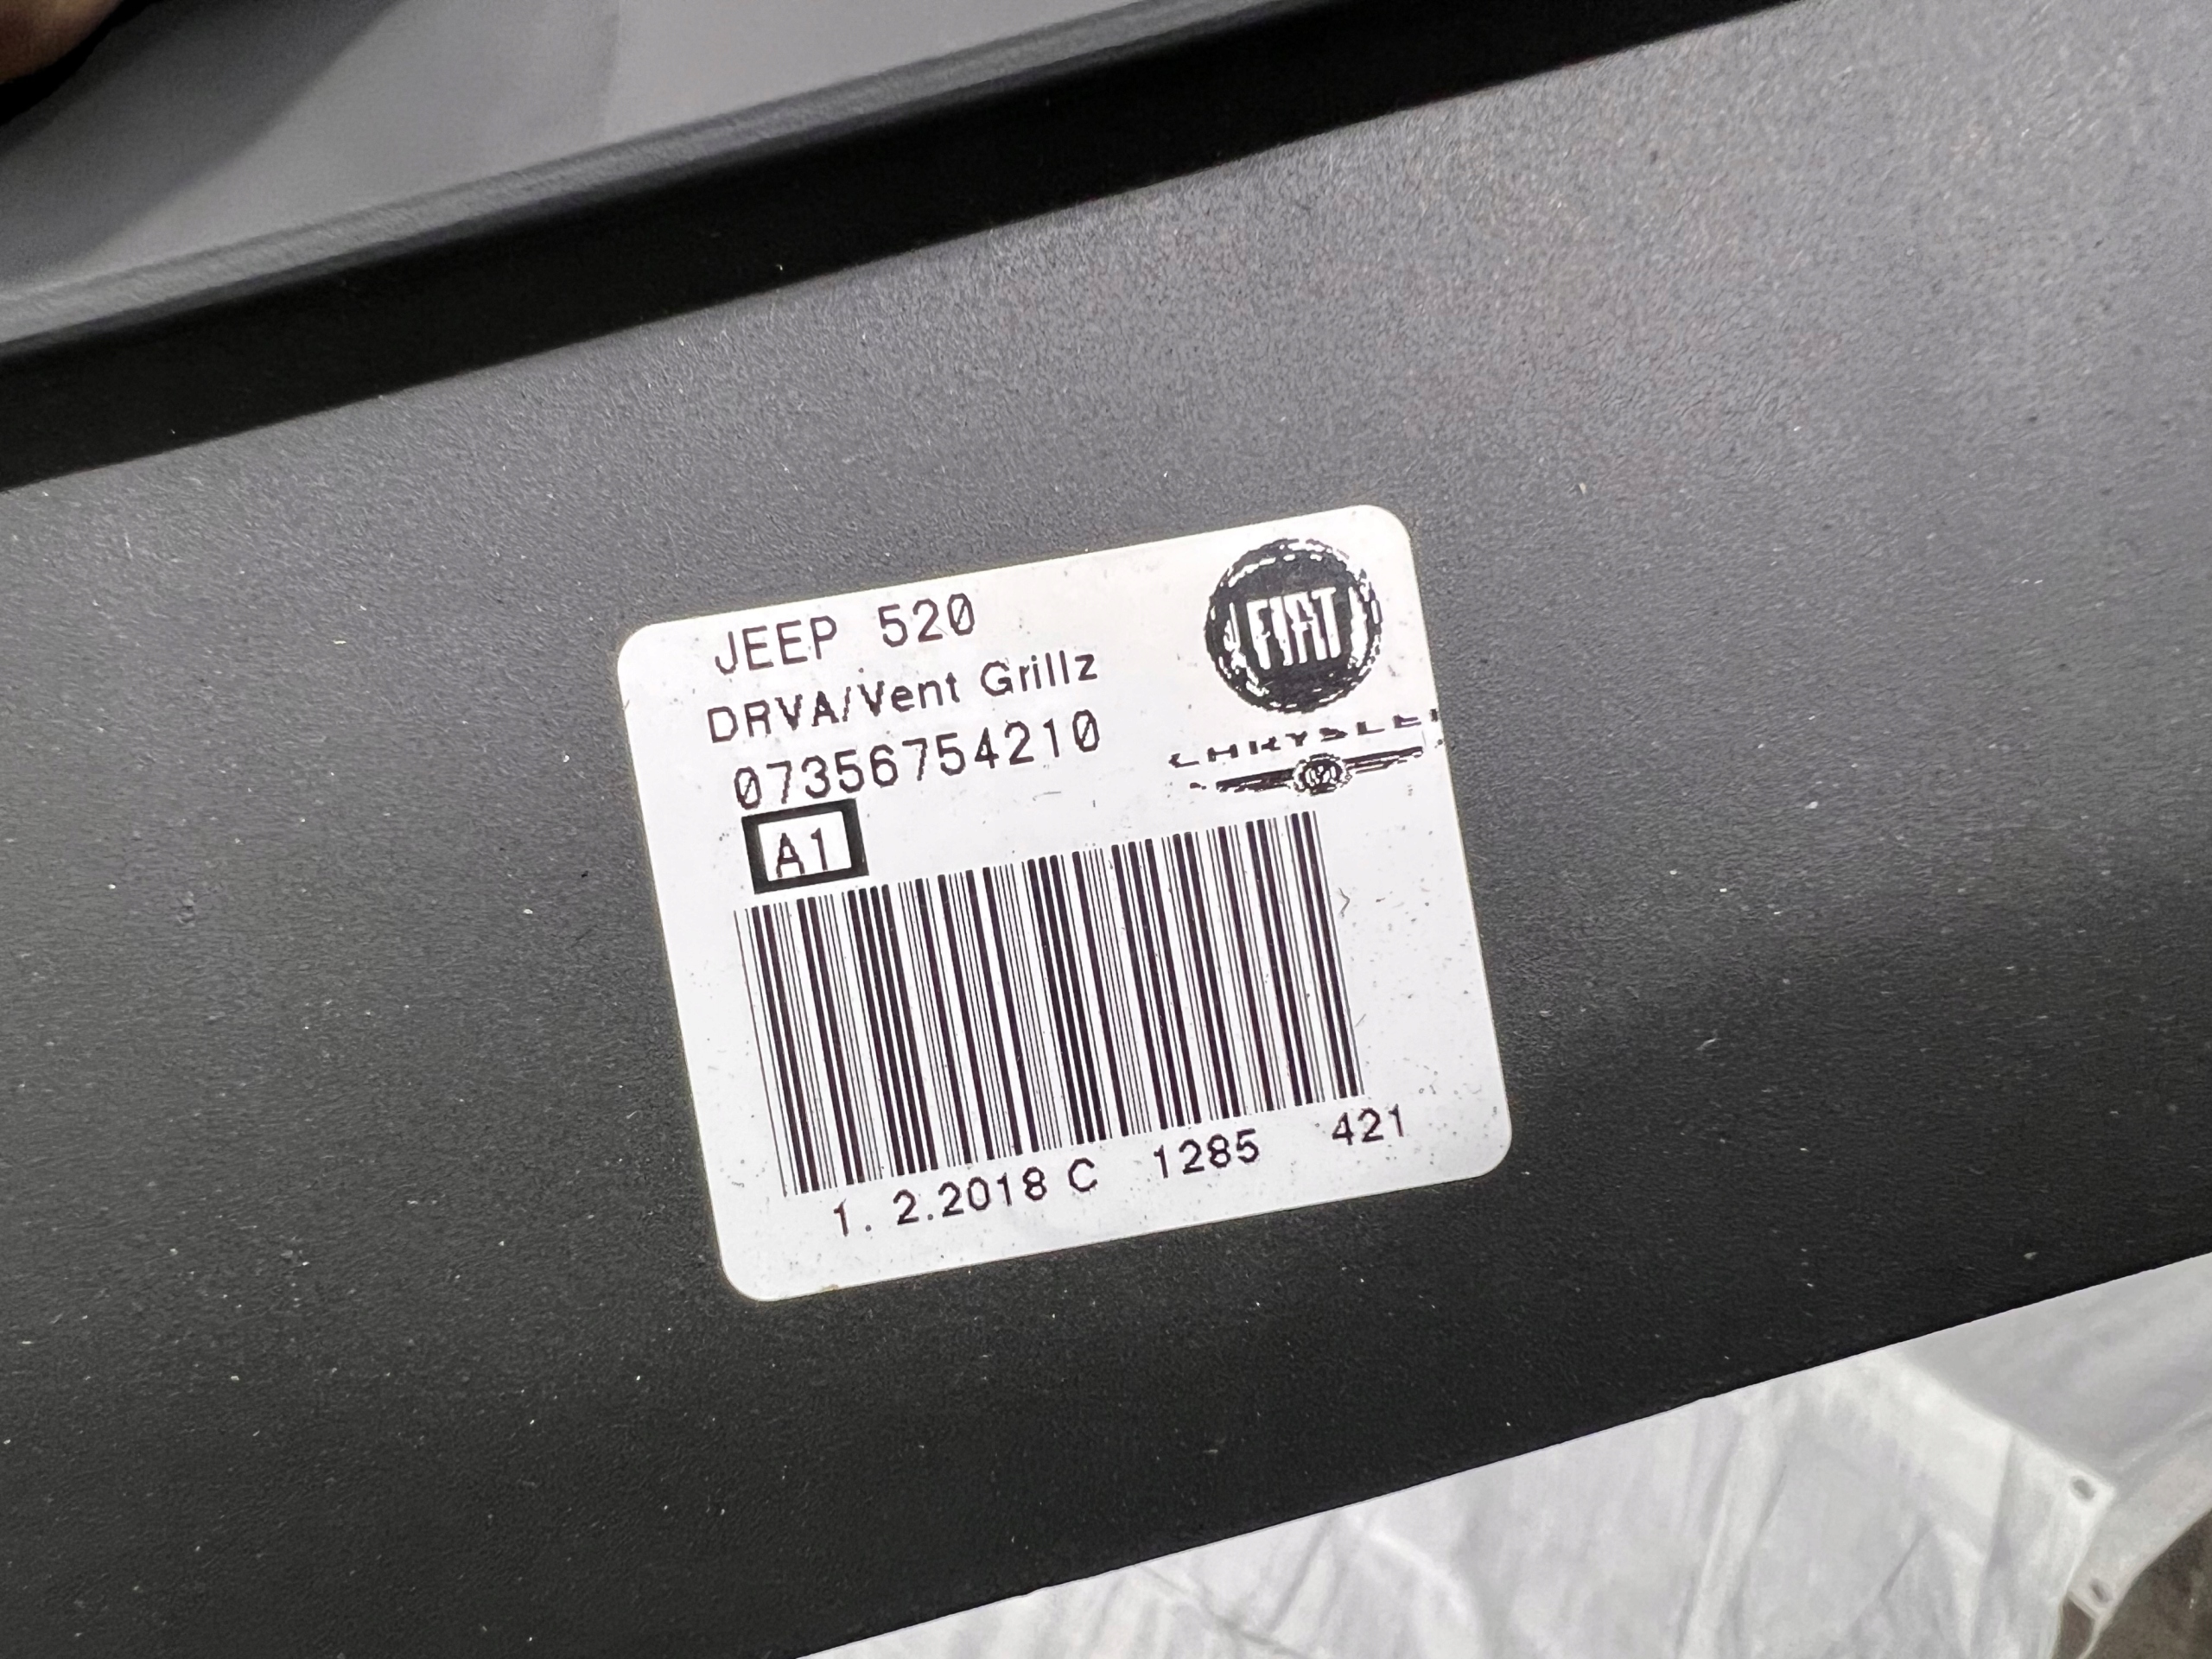 JEEP 520
DRVA/Vent Grillz
07356754210
FIAT
CHRYSLER
A1
1. 2.2018 C 1285 421